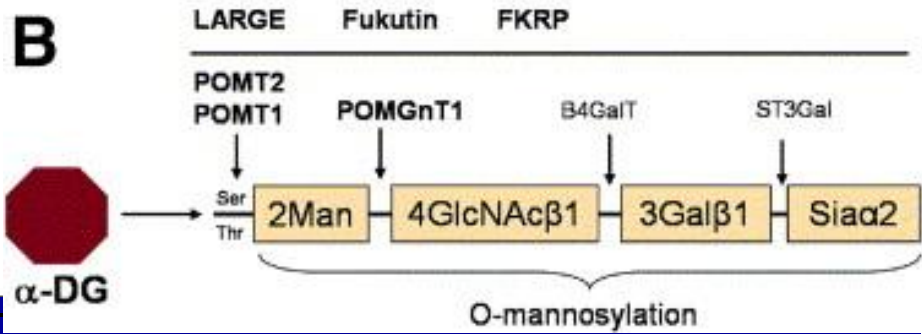 B
LARGE Fukutin FKRP
POMT2
POMT1 POMGnT1 B4GalT ST3Gal
Ser
Thr
2Man 4GlcNAcβ1 3Galβ1 Siaα2
α-DG
O-mannosylation